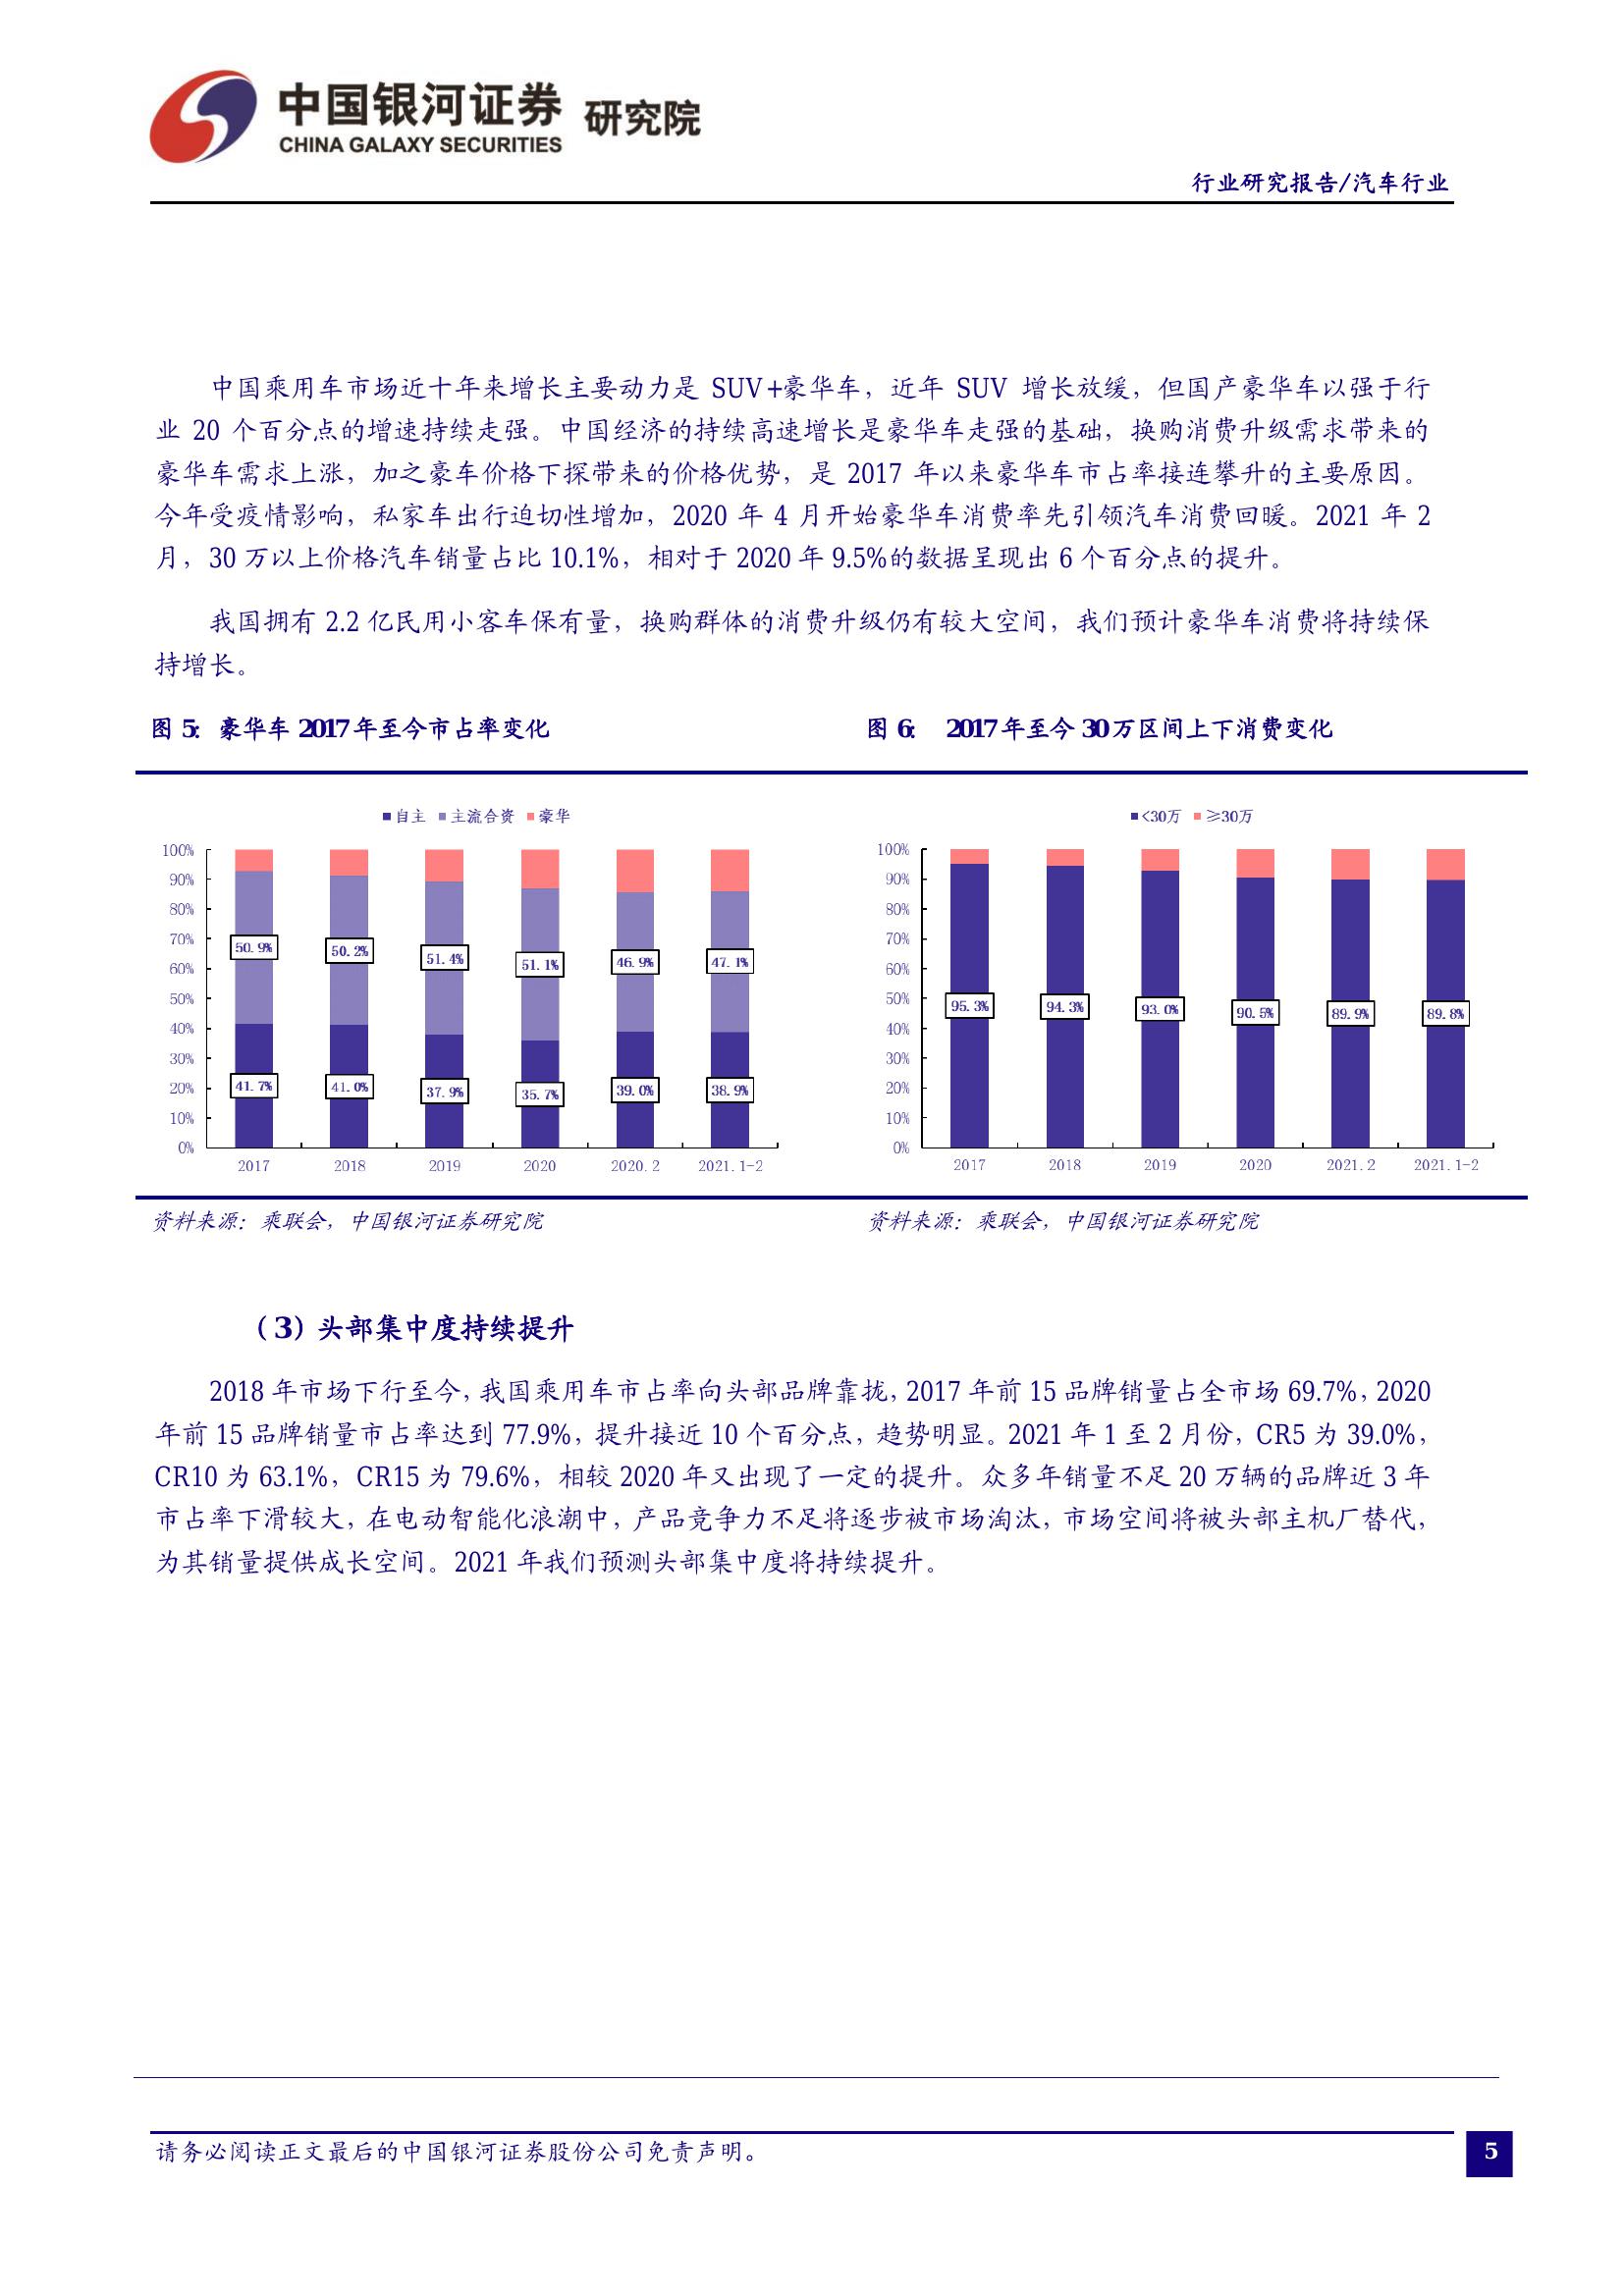 中国银河证券 研究院
CHINA GALAXY SECURITIES
行业研究报告/汽车行业
中国乘用车市场近十年来增长主要动力是 SUV+豪华车，近年 SUV 增长放缓，但国产豪华车以强于行
业 20 个百分点的增速持续走强。中国经济的持续高速增长是豪华车走强的基础，换购消费升级需求带来的
豪华车需求上涨，加之豪车价格下探带来的价格优势，是 2017 年以来豪华车市占率接连攀升的主要原因。
今年受疫情影响，私家车出行迫切性增加，2020 年 4 月开始豪华车消费率先引领汽车消费回暖。2021 年 2
月，30 万以上价格汽车销量占比 10.1%，相对于 2020 年 9.5%的数据呈现出 6 个百分点的提升。
我国拥有 2.2 亿民用小客车保有量，换购群体的消费升级仍有较大空间，我们预计豪华车消费将持续保
持增长。
图 5: 豪华车 2017 年至今市占率变化
自主 主流合资 豪华
100%
90%
80%
70%
60%
50%
40%
30%
20%
10%
0%
50.9% 50.2% 51.4% 51.1% 46.9% 47.1%
41.7% 41.0% 37.9% 35.7% 39.0% 38.9%
2017 2018 2019 2020 2020.2 2021.1-2
资料来源：乘联会，中国银河证券研究院
图 6: 2017 年至今 30 万区间上下消费变化
<30万 ≥30万
100%
90%
80%
70%
60%
50%
40%
30%
20%
10%
0%
95.3% 94.3% 93.0% 90.5% 89.9% 89.8%
2017 2018 2019 2020 2021.2 2021.1-2
资料来源：乘联会，中国银河证券研究院
（3）头部集中度持续提升
2018 年市场下行至今，我国乘用车市占率向头部品牌靠拢，2017 年前 15 品牌销量占全市场 69.7%，2020
年前 15 品牌销量市占率达到 77.9%，提升接近 10 个百分点，趋势明显。2021 年 1 至 2 月份，CR5 为 39.0%，
CR10 为 63.1%，CR15 为 79.6%，相较 2020 年又出现了一定的提升。众多年销量不足 20 万辆的品牌近 3 年
市占率下滑较大，在电动智能化浪潮中，产品竞争力不足将逐步被市场淘汰，市场空间将被头部主机厂替代，
为其销量提供成长空间。2021 年我们预测头部集中度将持续提升。
请务必阅读正文最后的中国银河证券股份公司免责声明。
5